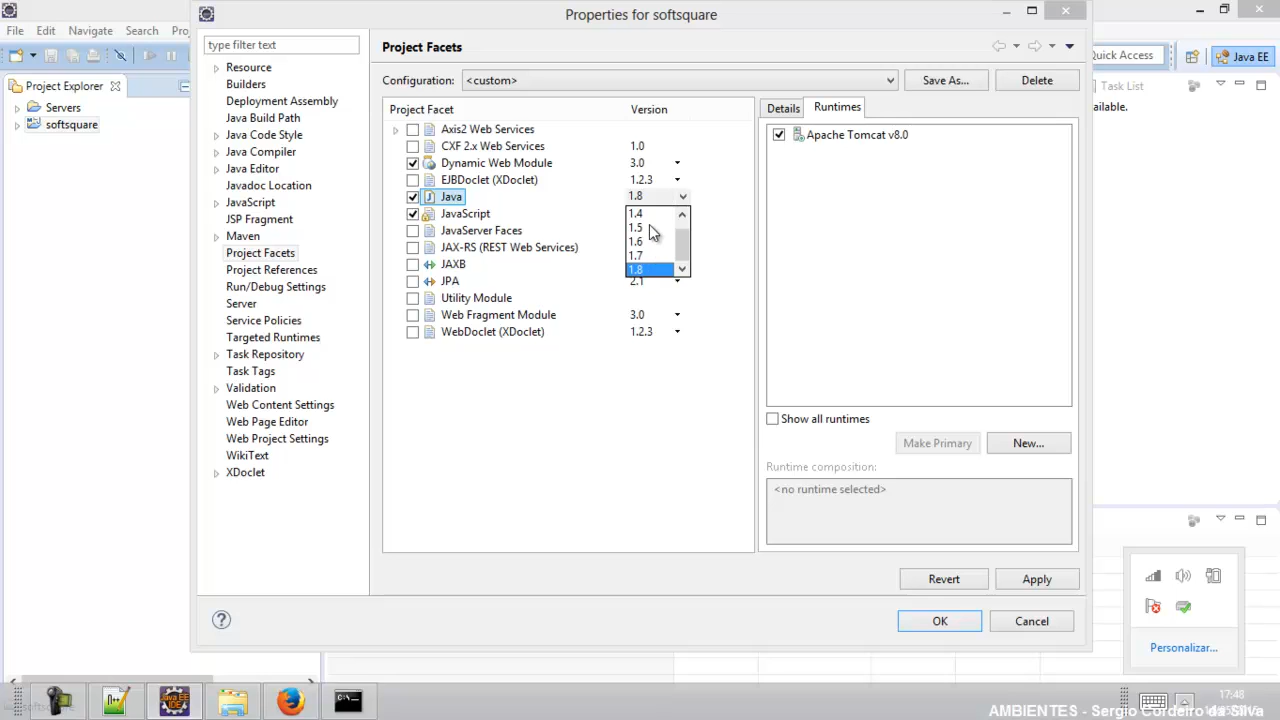 Properties for softsquare
File Edit Navigate Search Pro
Quick Access
Java EE
Project Explorer
Servers
softsquare
type filter text
Resource
Builders
Deployment Assembly
Java Build Path
Java Code Style
Java Compiler
Java Editor
Javadoc Location
JavaScript
JSP Fragment
Maven
Project Facets
Project References
Run/Debug Settings
Server
Service Policies
Targeted Runtimes
Task Repository
Task Tags
Validation
Web Content Settings
Web Page Editor
Web Project Settings
WikiText
XDoclet
Project Facets
Configuration: <custom> Save As... Delete
Project Facet Version
Axis2 Web Services
CXF 2.x Web Services 1.0
Dynamic Web Module 3.0
EJBDoclet (XDoclet) 1.2.3
Java 1.8
JavaScript
JavaServer Faces
JAX-RS (REST Web Services)
JAXB
JPA 2.1
Utility Module
Web Fragment Module 3.0
WebDoclet (XDoclet) 1.2.3
1.4
1.5
1.6
1.7
1.8
Details Runtimes
Apache Tomcat v8.0
Show all runtimes
Make Primary New...
Runtime composition:
<no runtime selected>
Revert Apply
OK Cancel
Task List
ailable.
Personalizar...
17:48
AMBIENTES - Sergio Cordeiro da Silva